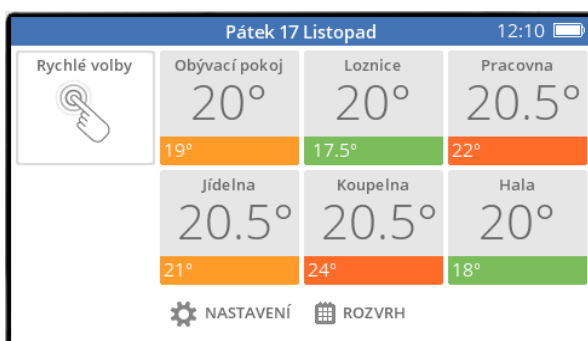 Pátek 17 Listopad 12:10
Rychlé volby
Obývací pokoj Loznice Pracovna
20° 20° 20.5°
19° 17.5° 22°
Jídelna Koupelna Hala
20.5° 20.5° 20°
21° 24° 18°
NASTAVENÍ ROZVRH